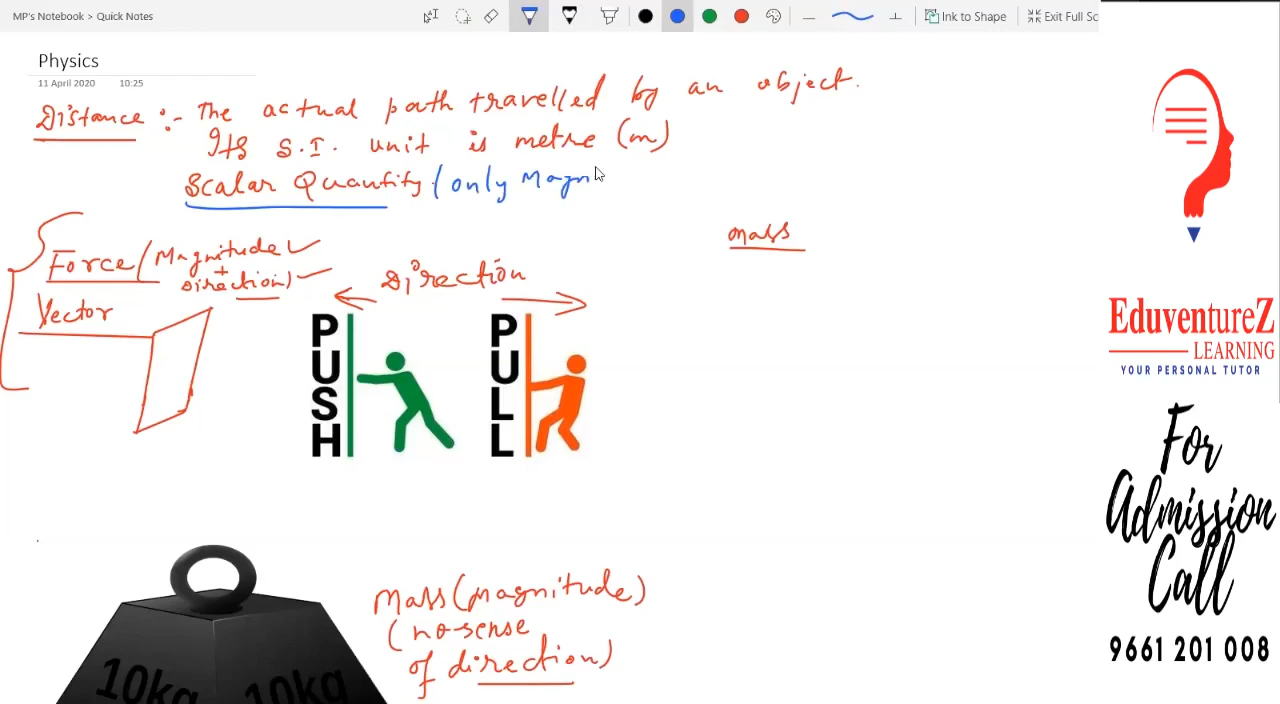 MP's Notebook > Quick Notes
Ink to Shape
Exit Full Sc
Physics
11 April 2020 10:25
Distance :- The actual path travelled by an object.
Its S.I. unit is metre (m)
Scalar Quantity (only Magn
mass
Force (Magnitude
+
Direction)
Vector
Direction
PUSH
PULL
Mass (Magnitude)
(no sense
of direction)
10kg 10kg
EduventureZ
LEARNING
YOUR PERSONAL TUTOR
For
Admission
Call
9661 201 008